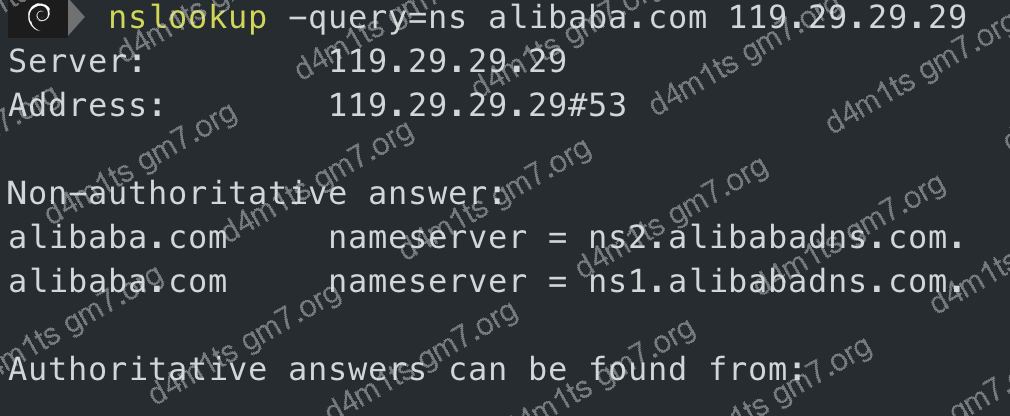 nslookup -query=ns alibaba.com 119.29.29.29
Server: 119.29.29.29
Address: 119.29.29.29#53
Non-authoritative answer:
alibaba.com nameserver = ns2.alibabadns.com.
alibaba.com nameserver = ns1.alibabadns.com.
Authoritative answers can be found from:
d4m1ts gm7.org